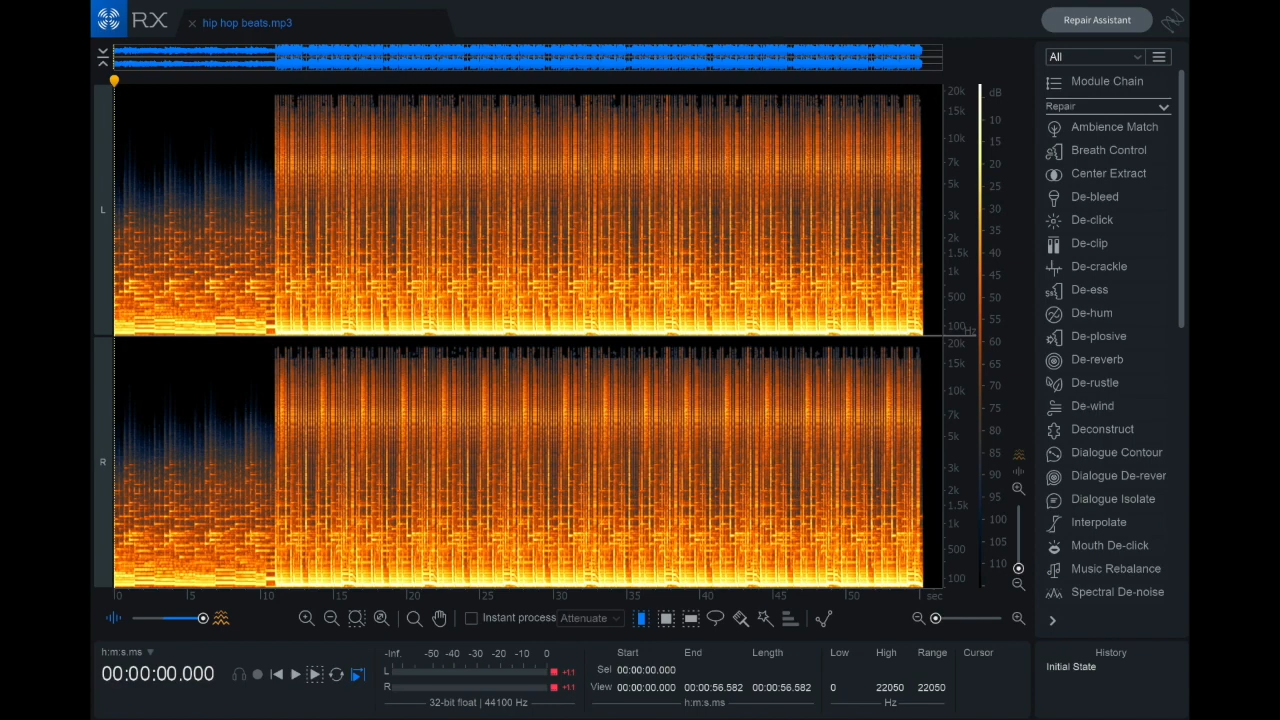 RX
hip hop beats.mp3
Repair Assistant
All
Module Chain
Repair
Ambience Match
Breath Control
Center Extract
De-bleed
De-click
De-clip
De-crackle
De-ess
De-hum
De-plosive
De-reverb
De-rustle
De-wind
Deconstruct
Dialogue Contour
Dialogue De-rever
Dialogue Isolate
Interpolate
Mouth De-click
Music Rebalance
Spectral De-noise
L
R
20k
15k
10k
7k
5k
3k
2k
1.5k
1k
500
100
Hz
20k
15k
10k
7k
5k
3k
2k
1.5k
1k
500
100
dB
10
15
20
25
30
35
40
45
50
55
60
65
70
75
80
85
90
95
100
105
110
0 5 10 15 20 25 30 35 40 45 50 sec
Instant process Attenuate
h:m:s.ms
00:00:00.000
-Inf. -50 -40 -30 -20 -10 0
L +1.1
R +1.1
32-bit float | 44100 Hz
Start End Length
Sel 00:00:00.000
View 00:00:00.000 00:00:56.582 00:00:56.582
h:m:s.ms
Low High Range Cursor
0 22050 22050
Hz
History
Initial State